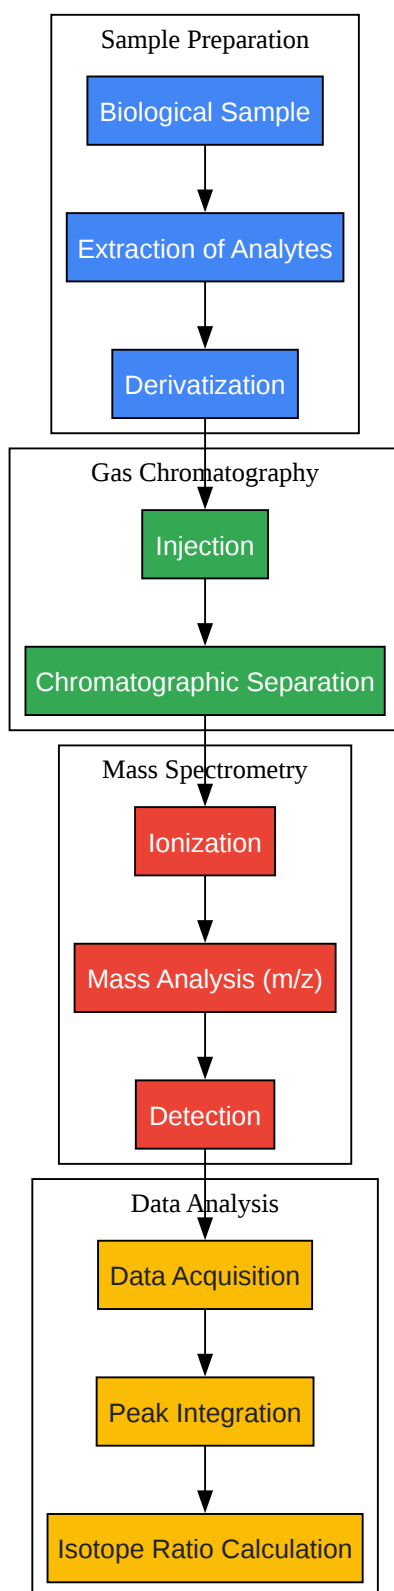 Sample Preparation
Biological Sample
Extraction of Analytes
Derivatization
Gas Chromatography
Injection
Chromatographic Separation
Mass Spectrometry
Ionization
Mass Analysis (m/z)
Detection
Data Analysis
Data Acquisition
Peak Integration
Isotope Ratio Calculation